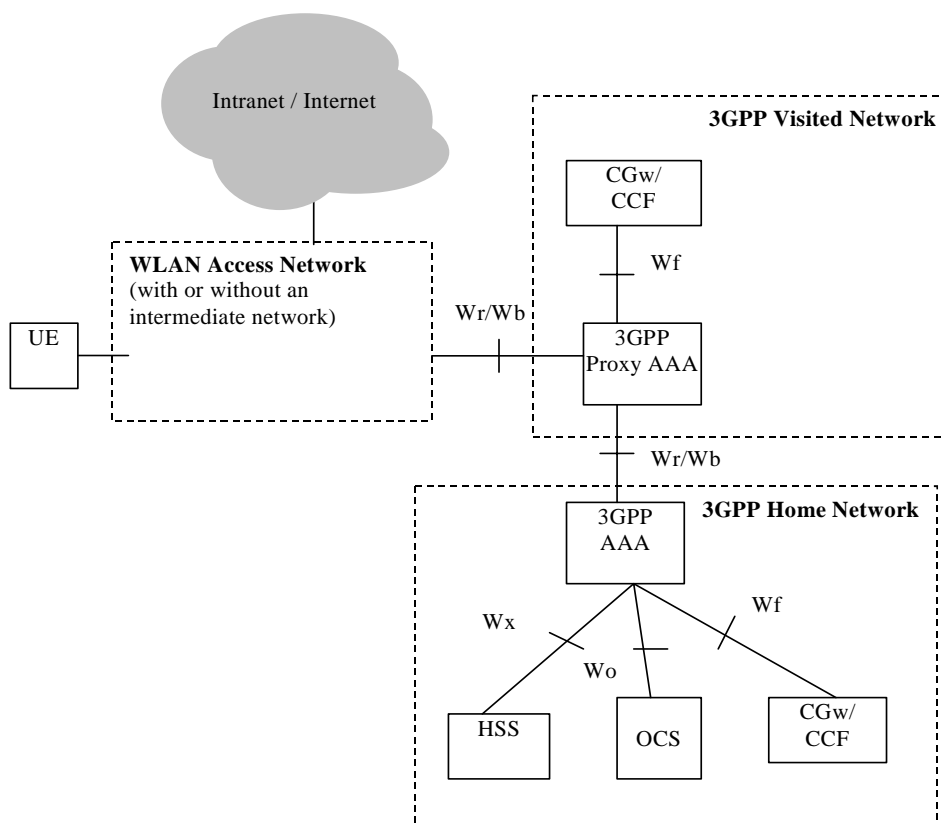 Intranet / Internet
3GPP Visited Network
CGw/
CCF
Wf
WLAN Access Network
(with or without an
intermediate network)
Wr/Wb
UE
3GPP
Proxy AAA
Wr/Wb
3GPP Home Network
3GPP
AAA
Wx
Wo
Wf
HSS
OCS
CGw/
CCF